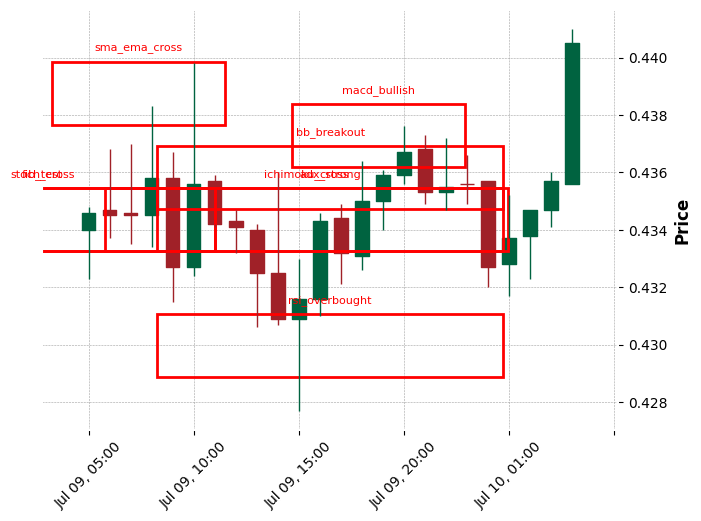 sma_ema_cross
0.440
macd_bullish
0.438
bb_breakout
0.436
0.434
Price
0.432
rsi_overbought
0.430
0.428
Jul 09, 05:00
Jul 09, 10:00
Jul 09, 15:00
Jul 09, 20:00
Jul 10, 01:00